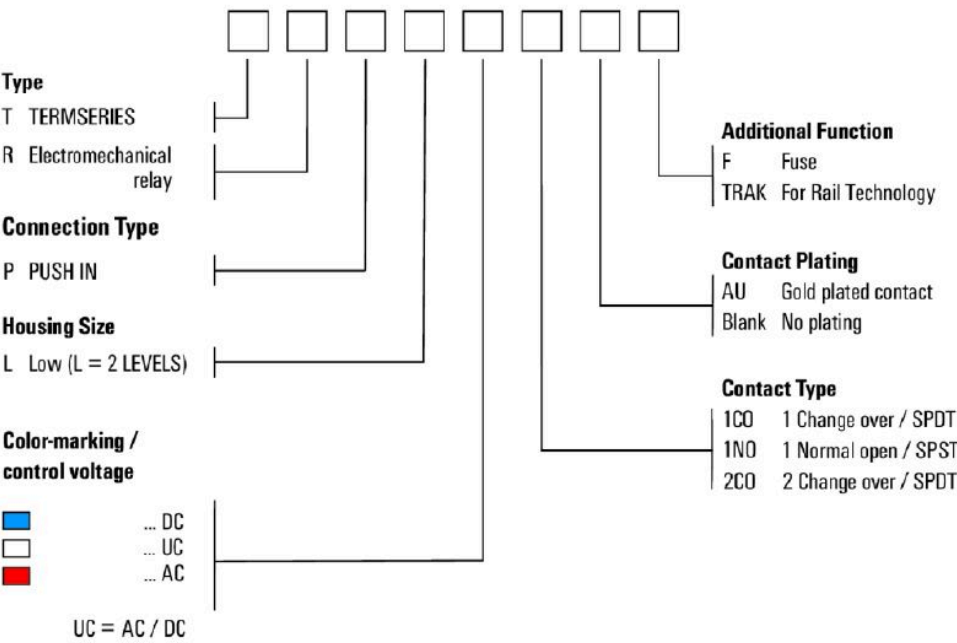 Type
T TERMSERIES
R Electromechanical
relay
Connection Type
P PUSH IN
Housing Size
L Low (L = 2 LEVELS)
Color-marking /
control voltage
... DC
... UC
... AC
UC = AC / DC
Additional Function
F Fuse
TRAK For Rail Technology
Contact Plating
AU Gold plated contact
Blank No plating
Contact Type
1CO 1 Change over / SPDT
1NO 1 Normal open / SPST
2CO 2 Change over / SPDT